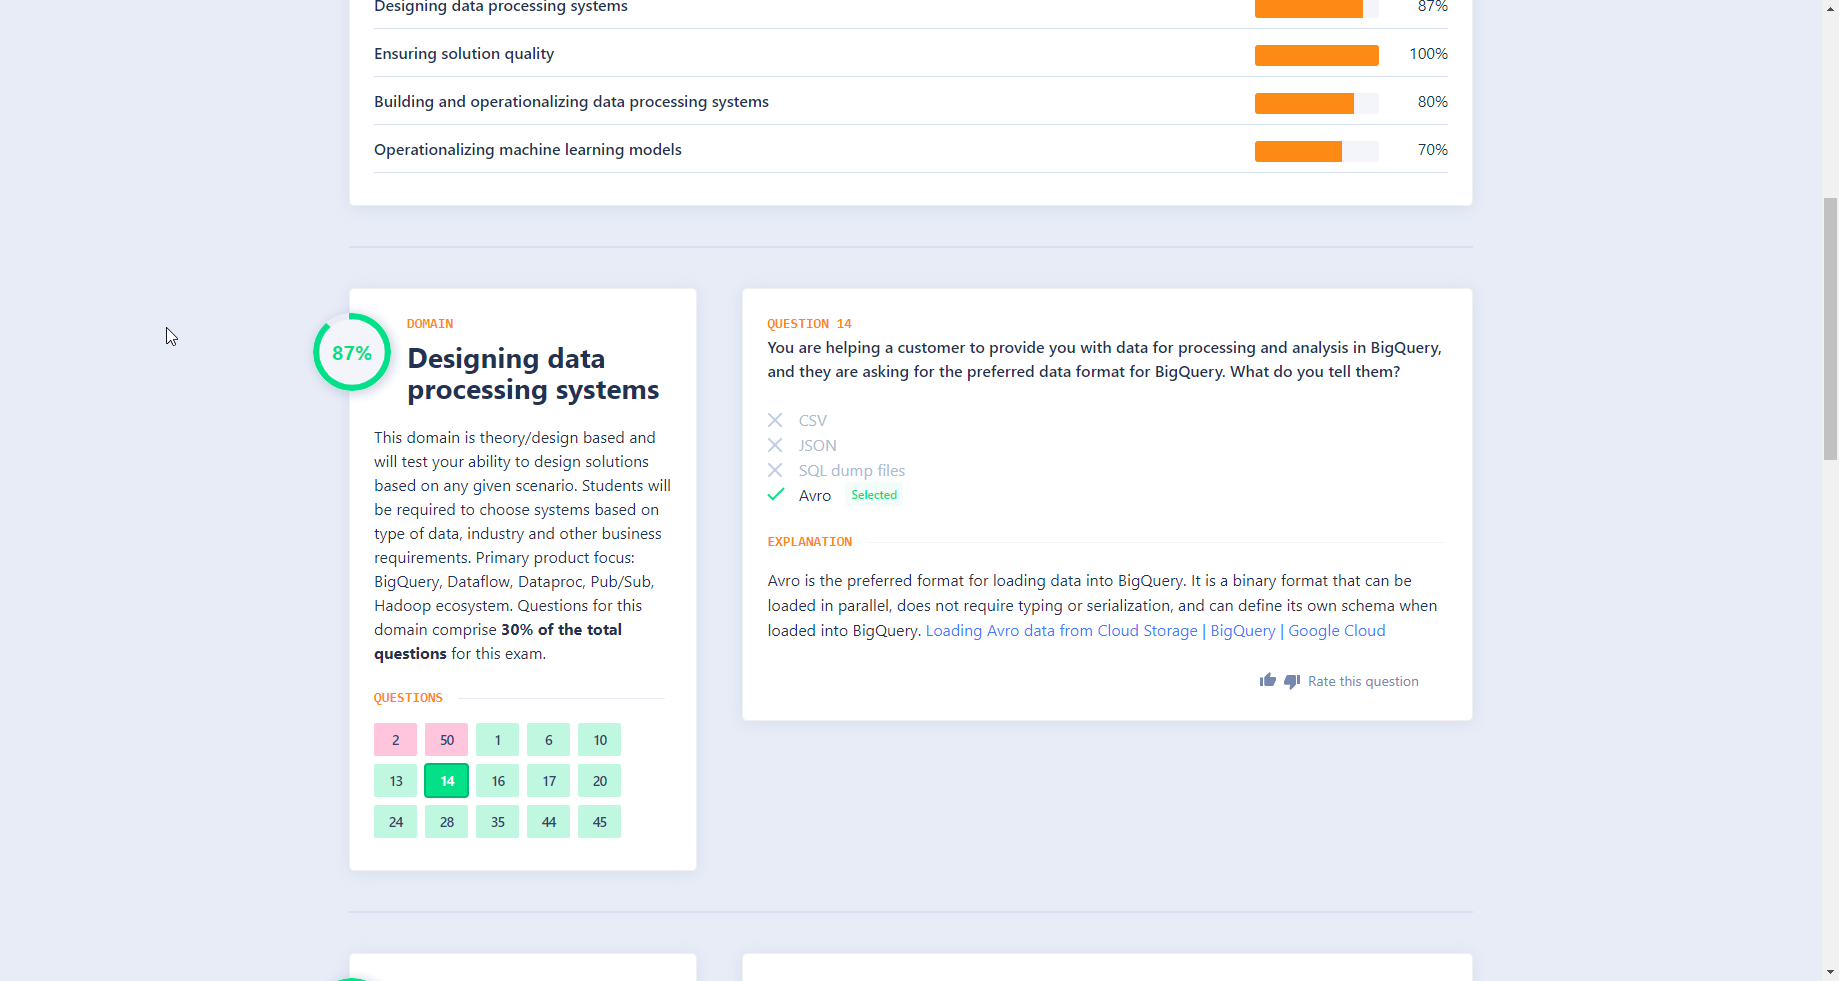 Designing data processing systems 87%
Ensuring solution quality 100%
Building and operationalizing data processing systems 80%
Operationalizing machine learning models 70%
87%
DOMAIN
Designing data
processing systems
This domain is theory/design based and
will test your ability to design solutions
based on any given scenario. Students will
be required to choose systems based on
type of data, industry and other business
requirements. Primary product focus:
BigQuery, Dataflow, Dataproc, Pub/Sub,
Hadoop ecosystem. Questions for this
domain comprise 30% of the total
questions for this exam.
QUESTIONS
2 50 1 6 10
13 14 16 17 20
24 28 35 44 45
QUESTION 14
You are helping a customer to provide you with data for processing and analysis in BigQuery,
and they are asking for the preferred data format for BigQuery. What do you tell them?
CSV
JSON
SQL dump files
Avro Selected
EXPLANATION
Avro is the preferred format for loading data into BigQuery. It is a binary format that can be
loaded in parallel, does not require typing or serialization, and can define its own schema when
loaded into BigQuery. Loading Avro data from Cloud Storage | BigQuery | Google Cloud
Rate this question